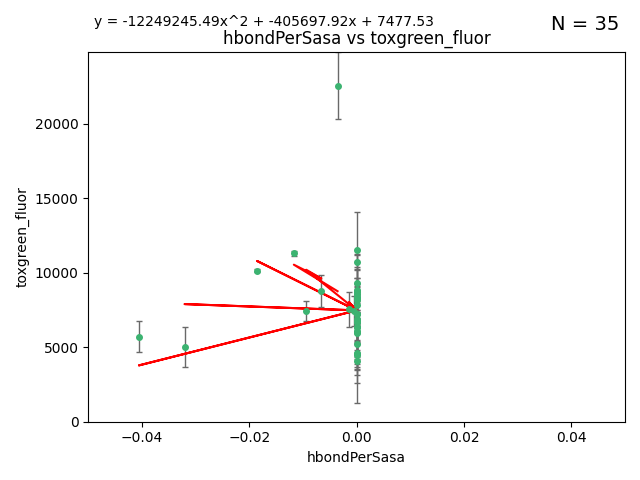 y = -12249245.49x^2 + -405697.92x + 7477.53
N = 35
hbondPerSasa vs toxgreen_fluor
toxgreen_fluor
20000
15000
10000
5000
0
−0.04
−0.02
0.00
0.02
0.04
hbondPerSasa